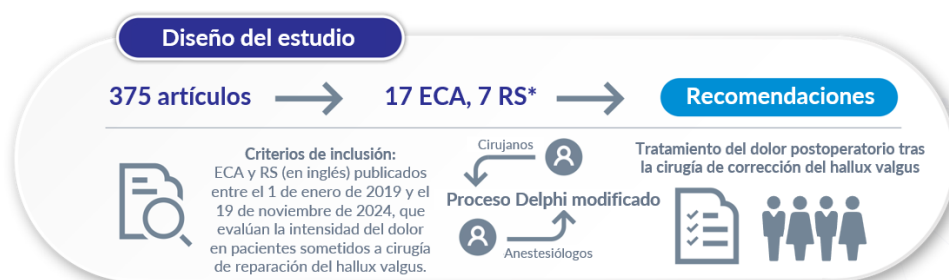 Diseño del estudio
375 artículos
17 ECA, 7 RS*
Recomendaciones
Criterios de inclusión:
ECA y RS (en inglés) publicados
entre el 1 de enero de 2019 y el
19 de noviembre de 2024, que
evalúan la intensidad del dolor
en pacientes sometidos a cirugía
de reparación del hallux valgus.
Cirujanos
Proceso Delphi modificado
Anestesiólogos
Tratamiento del dolor postoperatorio tras
la cirugía de corrección del hallux valgus